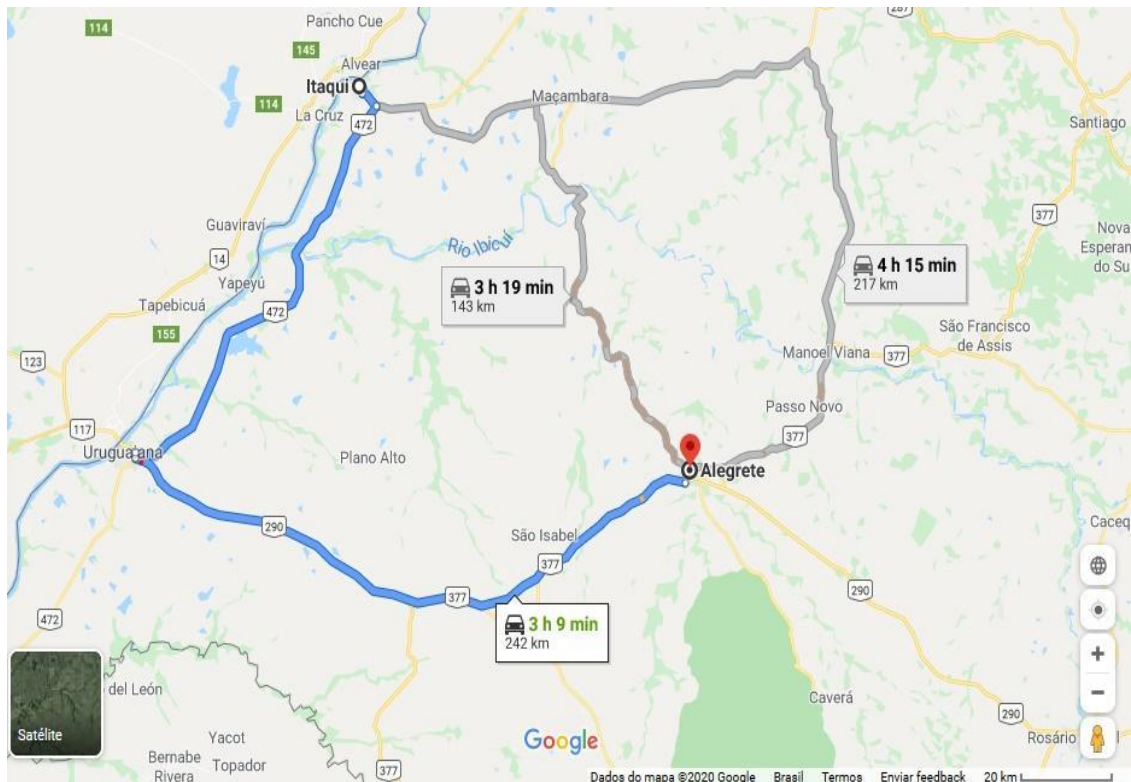 Pancho Cue
287
114
145
Alvear
Itaqui
114
La Cruz
472
Maçambara
Santiago
Guaviraví
377
Nova
Esperan
do Su
14
Río Ibicuí
Yapeyú
3 h 19 min
143 km
4 h 15 min
217 km
Tapebicuá
472
155
São Francisco
de Assis
123
Manoel Viana
377
Passo Novo
117
377
Uruguaiana
Plano Alto
Alegrete
290
São Isabel
Caceq
377
377
290
3 h 9 min
242 km
472
o del León
Satélite
Caverá
290
Yacot
Google
Rosário
l
Bernabe
Rivera
Topador
377
Dados do mapa ©2020 Google Brasil Termos Enviar feedback 20 km